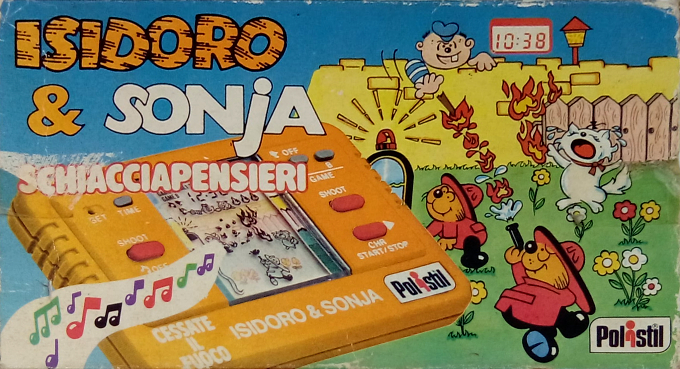 ISIDORO
& SONJA
SCHIACCIAPENSIERI
10:38
OFF
B
GAME
SET TIME
SHOOT
SHOOT
OFF
CHR
START/STOP
Polistil
ISIDORO & SONJA
CESSATE
IL
FUOCO
Polistil